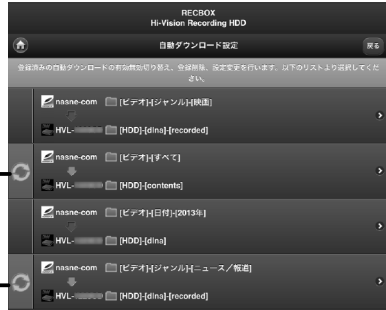 RECBOX
Hi-Vision Recording HDD
自動ダウンロード設定
戻る
登録済みの自動ダウンロードの有効無効切り替え、登録削除、設定変更を行います。以下のリストより選択してくだ
さい。
nasne-com [ビデオ]-[ジャンル]-[映画]
HVL- [HDD]-[dlna]-[recorded]
nasne-com [ビデオ]-[すべて]
HVL- [HDD]-[contents]
nasne-com [ビデオ]-[日付]-[2013年]
HVL- [HDD]-[dlna]
nasne-com [ビデオ]-[ジャンル]-[ニュース／報道]
HVL- [HDD]-[dlna]-[recorded]